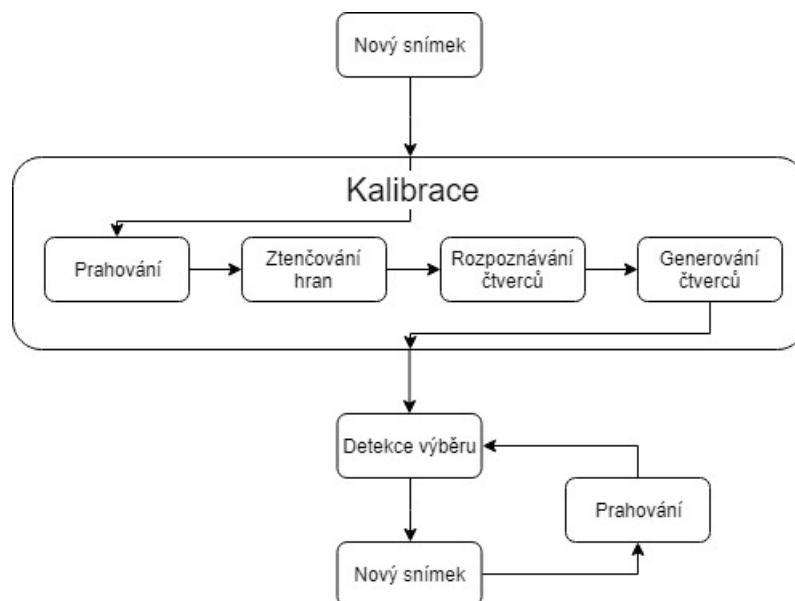 Nový snímek
Kalibrace
Prahování
Ztenčování
hran
Rozpoznávání
čtverců
Generování
čtverců
Detekce výběru
Prahování
Nový snímek